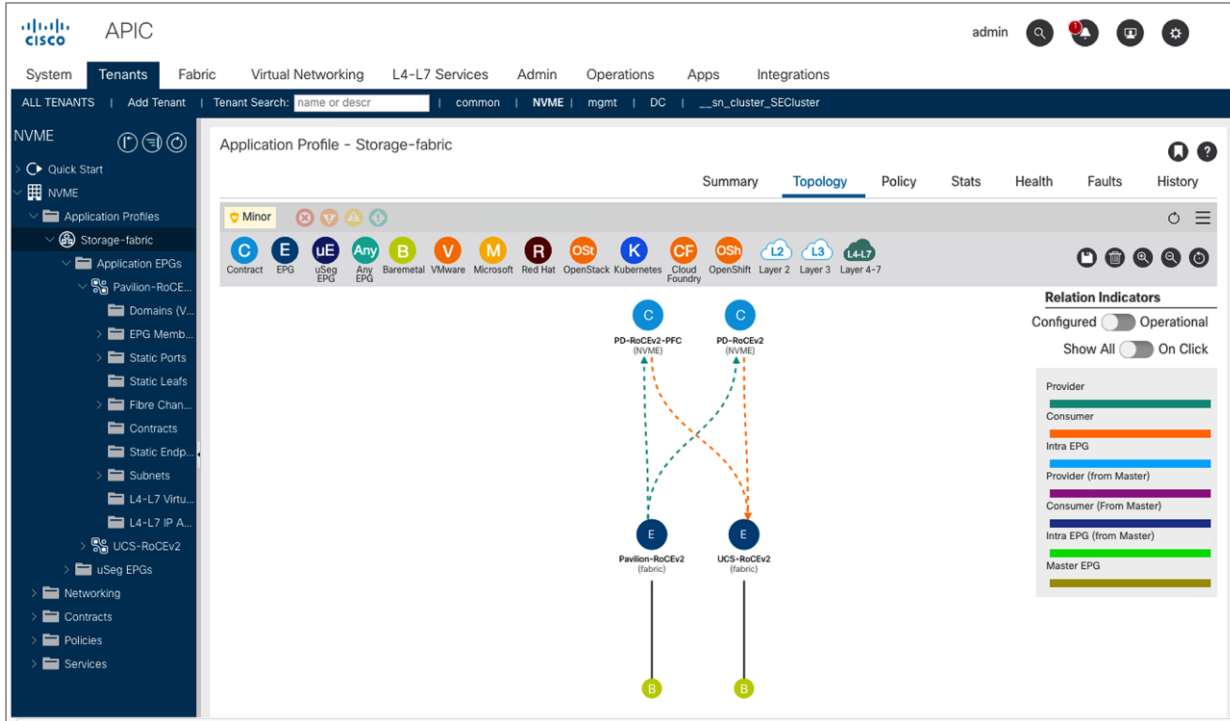 CISCO
APIC
admin
1
System Tenants Fabric Virtual Networking L4-L7 Services Admin Operations Apps Integrations
ALL TENANTS | Add Tenant | Tenant Search: name or descr | common | NVME | mgmt | DC | __sn_cluster_SECluster
NVME
Quick Start
NVME
Application Profiles
Storage-fabric
Application EPGs
Pavilion-RoCE...
Domains (V...
EPG Memb...
Static Ports
Static Leafs
Fibre Chan...
Contracts
Static Endp...
Subnets
L4-L7 Virtu...
L4-L7 IP A...
UCS-RoCEv2
uSeg EPGs
Networking
Contracts
Policies
Services
Application Profile - Storage-fabric
?
Summary Topology Policy Stats Health Faults History
Minor
C E µE Any B V M R OSt K CF OSh L2 L3 L4-L7
Contract EPG uSeg EPG Any EPG Baremetal VMware Microsoft Red Hat OpenStack Kubernetes Cloud Foundry OpenShift Layer 2 Layer 3 Layer 4-7
C C
PD-RoCEv2-PFC PD-RoCEv2
(NVME) (NVME)
E E
Pavilion-RoCEv2 UCS-RoCEv2
(fabric) (fabric)
B B
Relation Indicators
Configured Operational
Show All On Click
Provider
Consumer
Intra EPG
Provider (from Master)
Consumer (From Master)
Intra EPG (from Master)
Master EPG